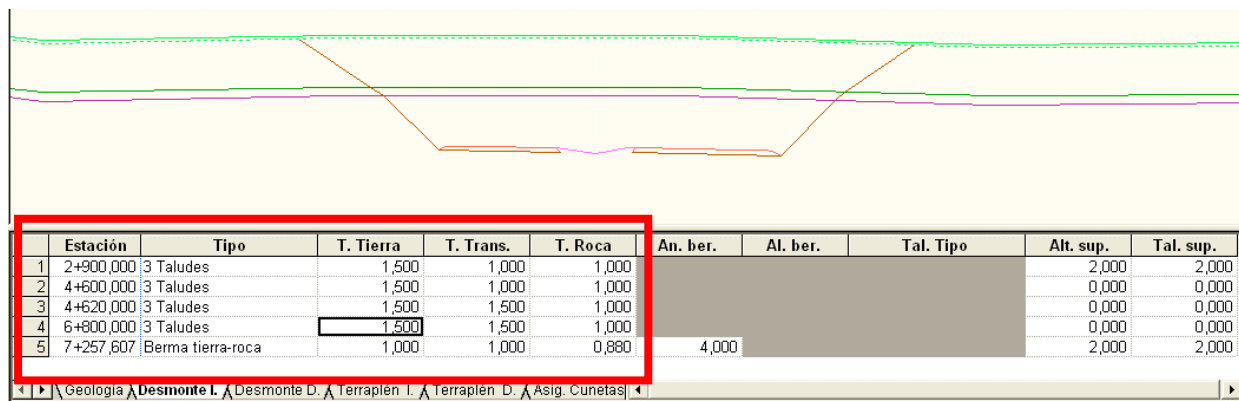 Estación Tipo T. Tierra T. Trans. T. Roca An. ber. Al. ber. Tal. Tipo Alt. sup. Tal. sup.
1 2+900,000 3 Taludes 1,500 1,000 1,000 2,000 2,000
2 4+600,000 3 Taludes 1,500 1,000 1,000 0,000 0,000
3 4+620,000 3 Taludes 1,500 1,500 1,000 0,000 0,000
4 6+800,000 3 Taludes 1,500 1,500 1,000 0,000 0,000
5 7+257,607 Berma tierra-roca 1,000 1,000 0,880 4,000 2,000 2,000
Geología Desmonte I. Desmonte D. Terraplén I. Terraplén D. Asig. Cunetas